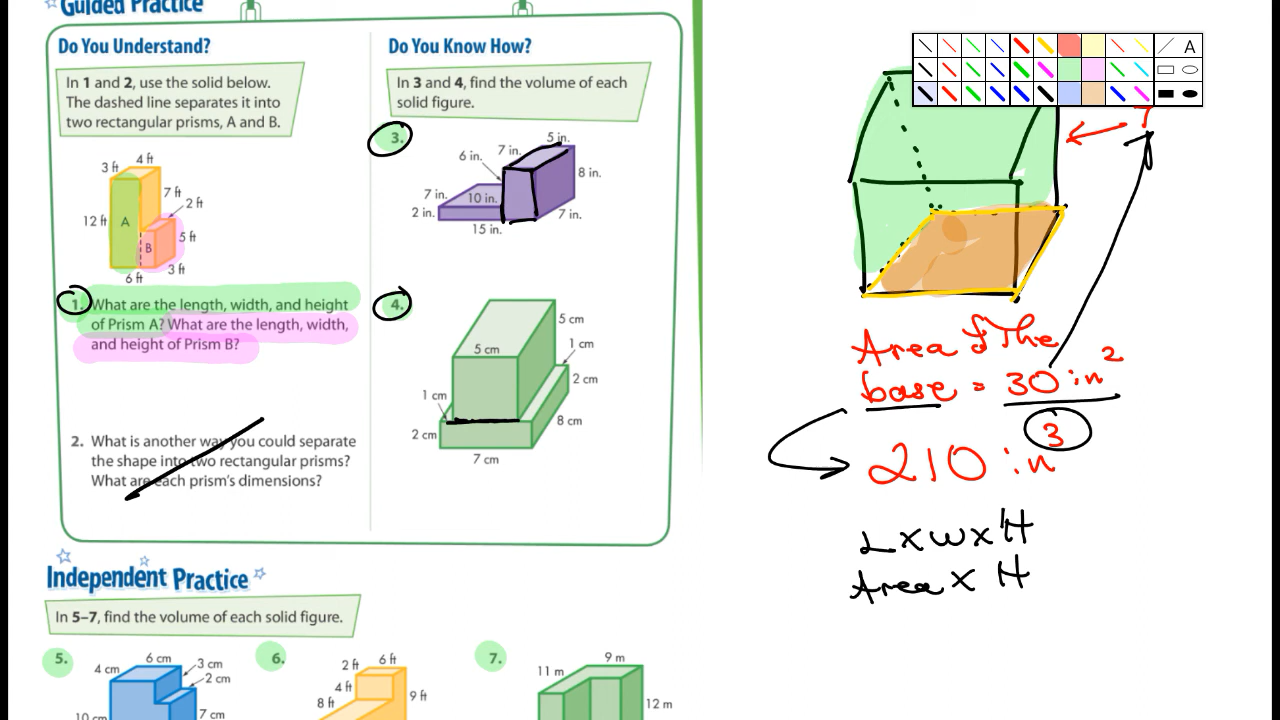 Guided Practice
Do You Understand?
In 1 and 2, use the solid below.
The dashed line separates it into
two rectangular prisms, A and B.
3 ft
4 ft
7 ft
2 ft
12 ft
A
5 ft
B
3 ft
6 ft
1. What are the length, width, and height
of Prism A? What are the length, width,
and height of Prism B?
2. What is another way you could separate
the shape into two rectangular prisms?
What are each prism's dimensions?
Do You Know How?
In 3 and 4, find the volume of each
solid figure.
3.
5 in.
7 in.
6 in.
8 in.
7 in.
10 in.
2 in.
7 in.
15 in.
4.
5 cm
5 cm
1 cm
2 cm
1 cm
8 cm
2 cm
7 cm
Independent Practice
In 5–7, find the volume of each solid figure.
5.
6 cm
4 cm
3 cm
2 cm
7 cm
10 cm
6.
2 ft
6 ft
4 ft
9 ft
8 ft
7.
9 m
11 m
12 m
A
7
Area of The
base = 30 in 2
210 in 3
L x W x H
Area x H